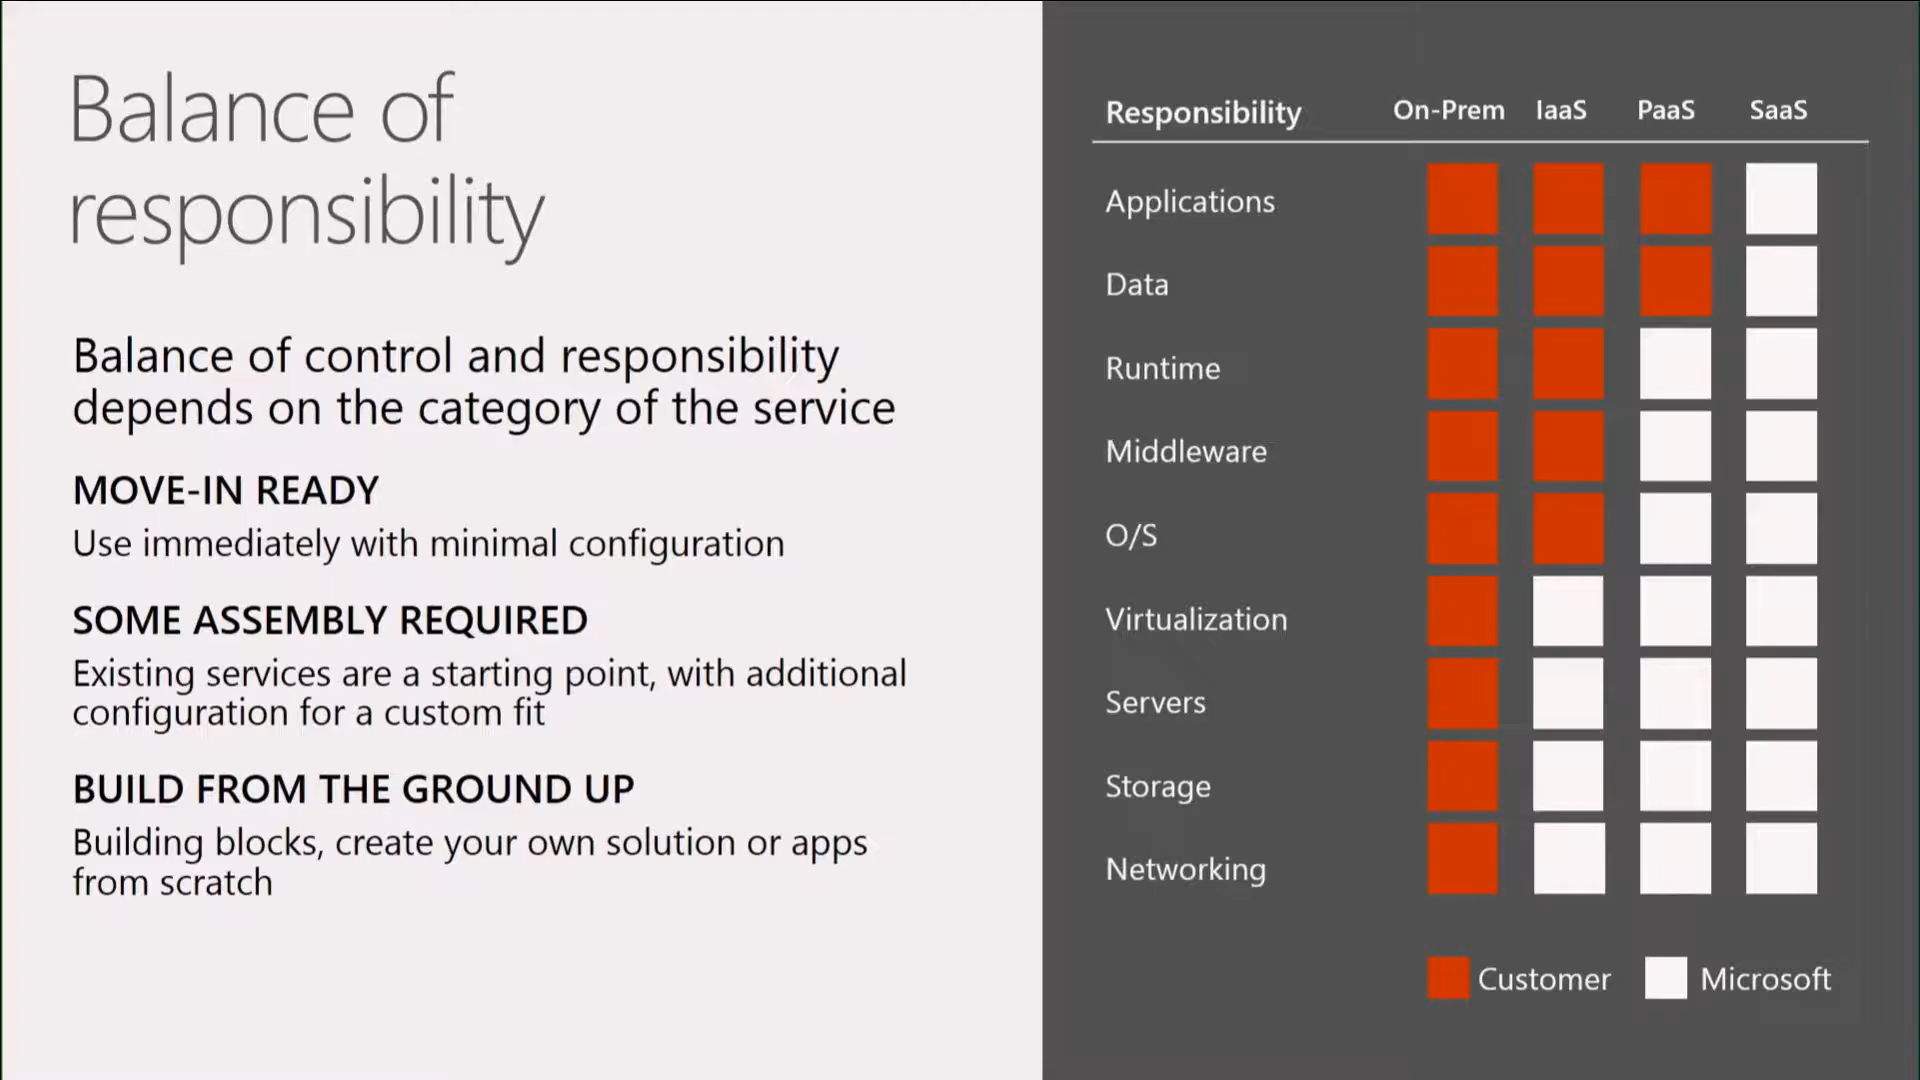 Balance of
responsibility
Balance of control and responsibility
depends on the category of the service
MOVE-IN READY
Use immediately with minimal configuration
SOME ASSEMBLY REQUIRED
Existing services are a starting point, with additional
configuration for a custom fit
BUILD FROM THE GROUND UP
Building blocks, create your own solution or apps
from scratch
Responsibility On-Prem IaaS PaaS SaaS
Applications
Data
Runtime
Middleware
O/S
Virtualization
Servers
Storage
Networking
Customer Microsoft